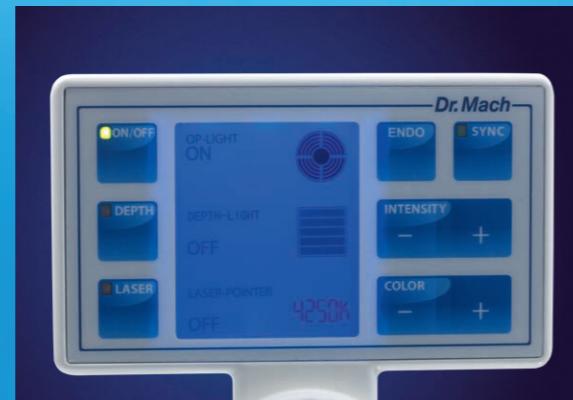 Dr. Mach
ON/OFF
OP-LIGHT
ON
ENDO
SYNC
DEPTH
DEPTH-LIGHT
OFF
INTENSITY
- +
LASER
LASER-POINTER
OFF
4250K
COLOR
- +